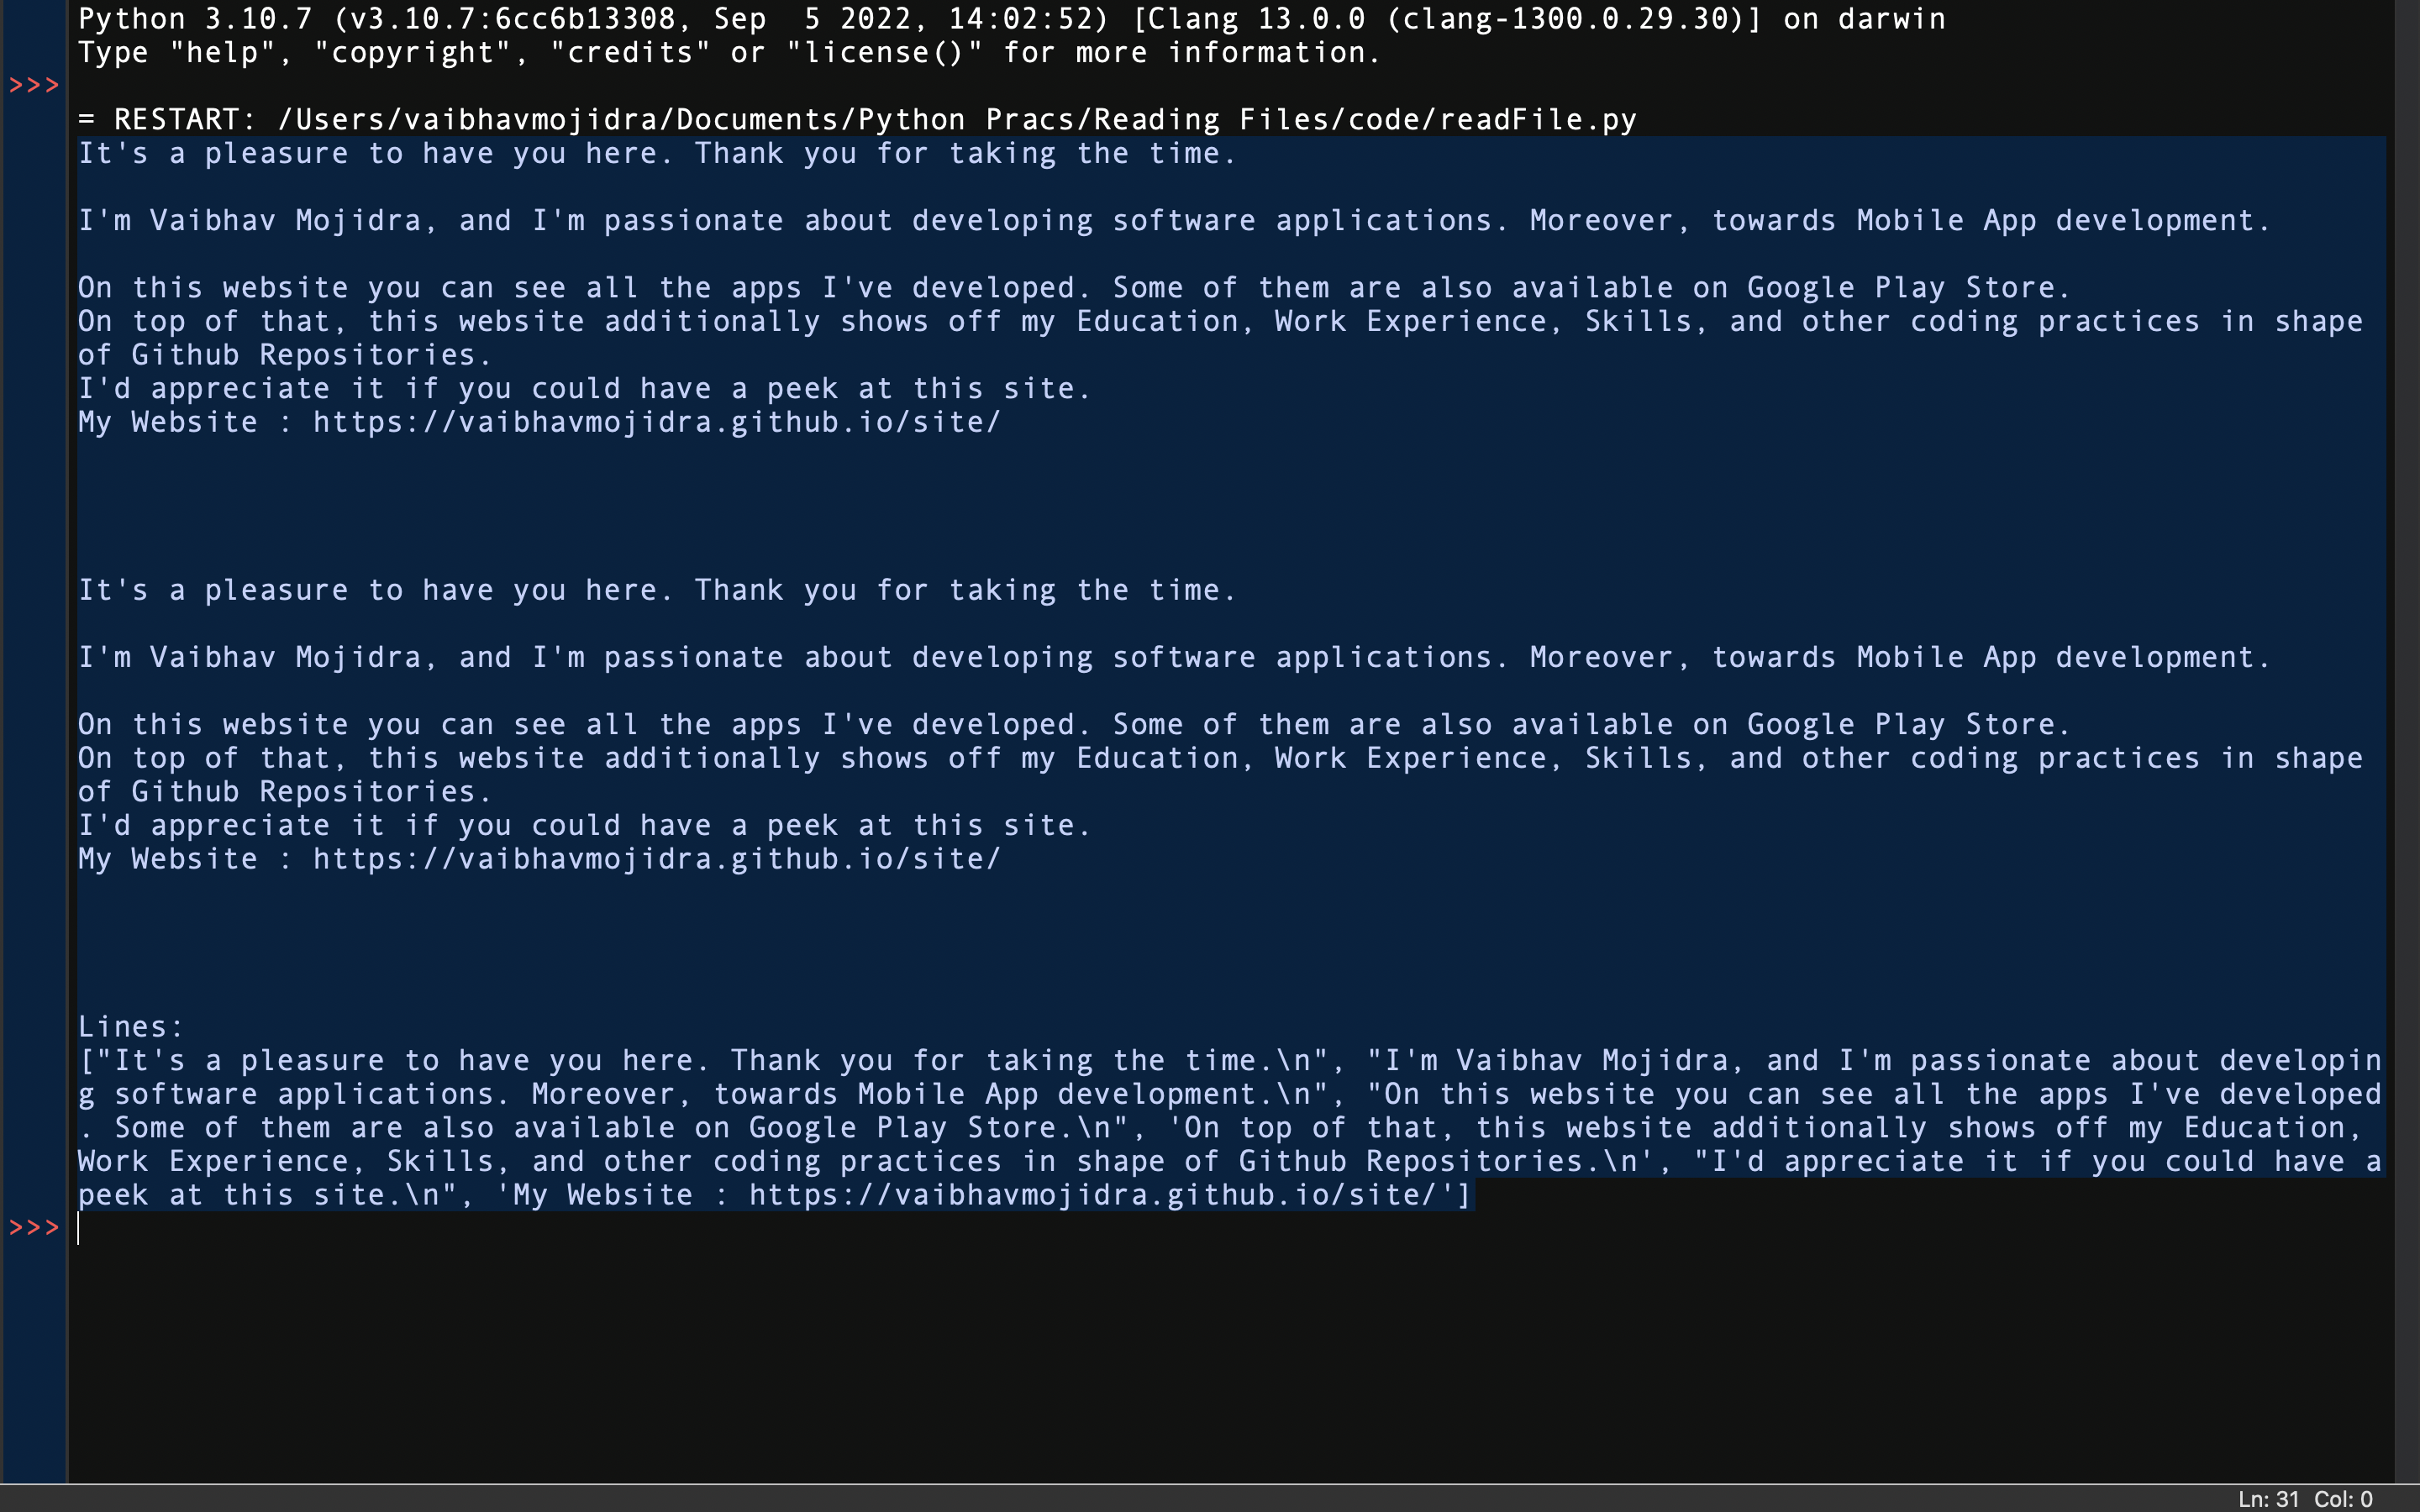 Python 3.10.7 (v3.10.7:6cc6b13308, Sep  5 2022, 14:02:52) [Clang 13.0.0 (clang-1300.0.29.30)] on darwin
Type "help", "copyright", "credits" or "license()" for more information.
>>>
= RESTART: /Users/vaibhavmojidra/Documents/Python Pracs/Reading Files/code/readFile.py
It's a pleasure to have you here. Thank you for taking the time.
I'm Vaibhav Mojidra, and I'm passionate about developing software applications. Moreover, towards Mobile App development.
On this website you can see all the apps I've developed. Some of them are also available on Google Play Store.
On top of that, this website additionally shows off my Education, Work Experience, Skills, and other coding practices in shape
of Github Repositories.
I'd appreciate it if you could have a peek at this site.
My Website : https://vaibhavmojidra.github.io/site/
It's a pleasure to have you here. Thank you for taking the time.
I'm Vaibhav Mojidra, and I'm passionate about developing software applications. Moreover, towards Mobile App development.
On this website you can see all the apps I've developed. Some of them are also available on Google Play Store.
On top of that, this website additionally shows off my Education, Work Experience, Skills, and other coding practices in shape
of Github Repositories.
I'd appreciate it if you could have a peek at this site.
My Website : https://vaibhavmojidra.github.io/site/
Lines:
["It's a pleasure to have you here. Thank you for taking the time.\n", "I'm Vaibhav Mojidra, and I'm passionate about developin
g software applications. Moreover, towards Mobile App development.\n", "On this website you can see all the apps I've developed
. Some of them are also available on Google Play Store.\n", 'On top of that, this website additionally shows off my Education,
Work Experience, Skills, and other coding practices in shape of Github Repositories.\n', "I'd appreciate it if you could have a
peek at this site.\n", 'My Website : https://vaibhavmojidra.github.io/site/']
>>>
Ln: 31 Col: 0